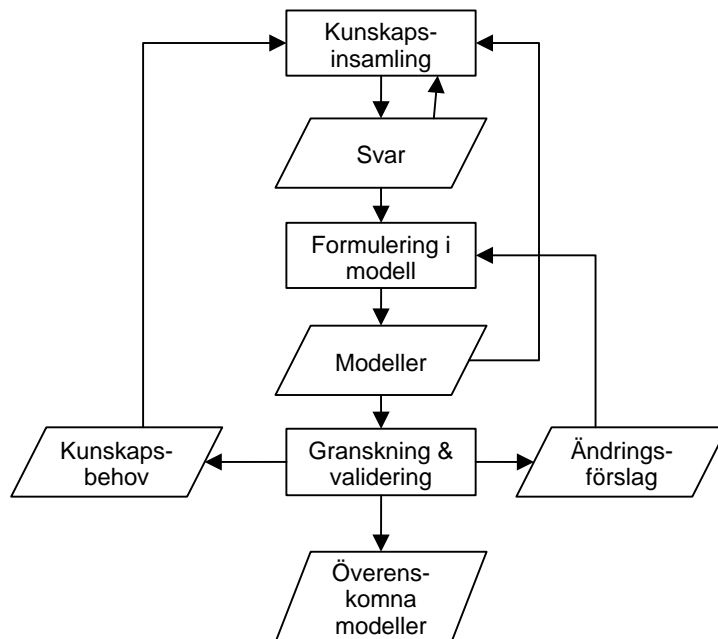 Kunskaps-
insamling
Svar
Formulering i
modell
Modeller
Kunskaps-
behov
Granskning &
validering
Ändrings-
förslag
Överens-
komna
modeller